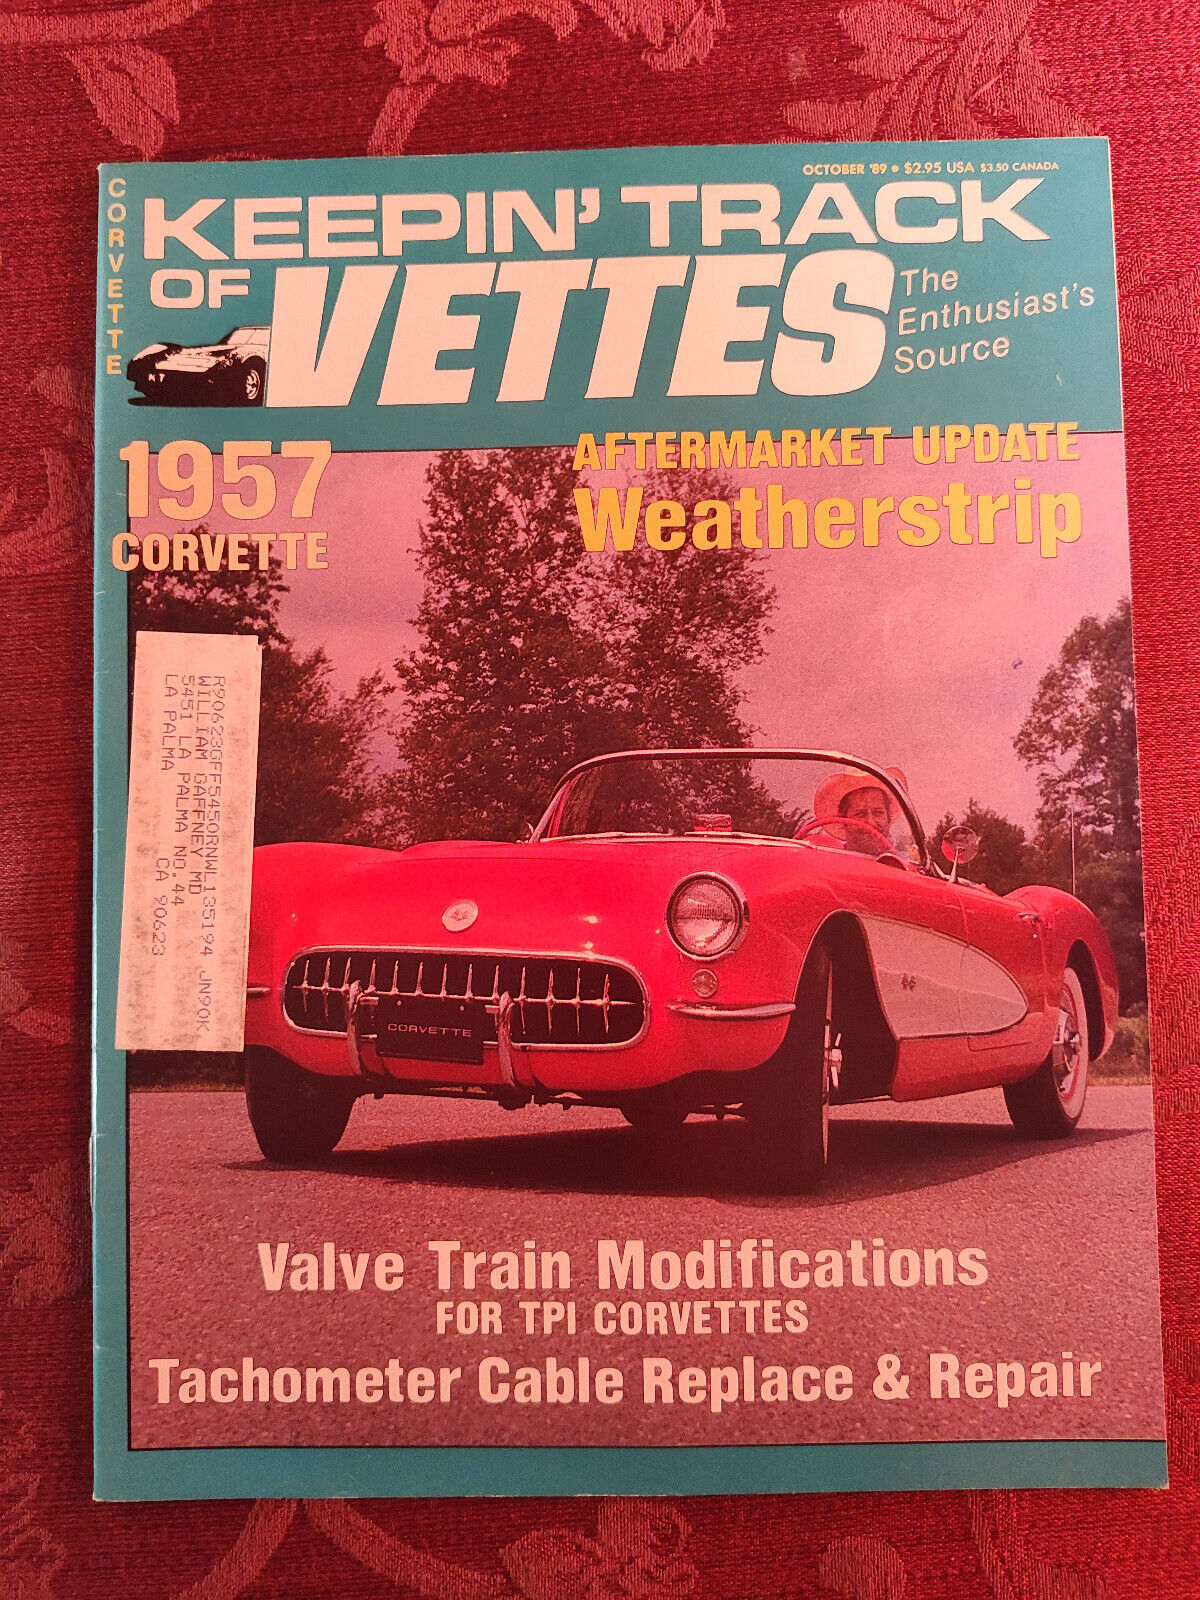 OCTOBER '89 • $2.95 USA $3.50 CANADA
CORVETTE
KEEPIN' TRACK
OF VETTES
The
Enthusiast's
Source
1957
CORVETTE
AFTERMARKET UPDATE
Weatherstrip
R90623GFF5450RNWL135194 JN90K
WILLIAM GAFFNEY MD
5451 LA PALMA NO.44
LA PALMA CA 90623
CORVETTE
Valve Train Modifications
FOR TPI CORVETTES
Tachometer Cable Replace & Repair